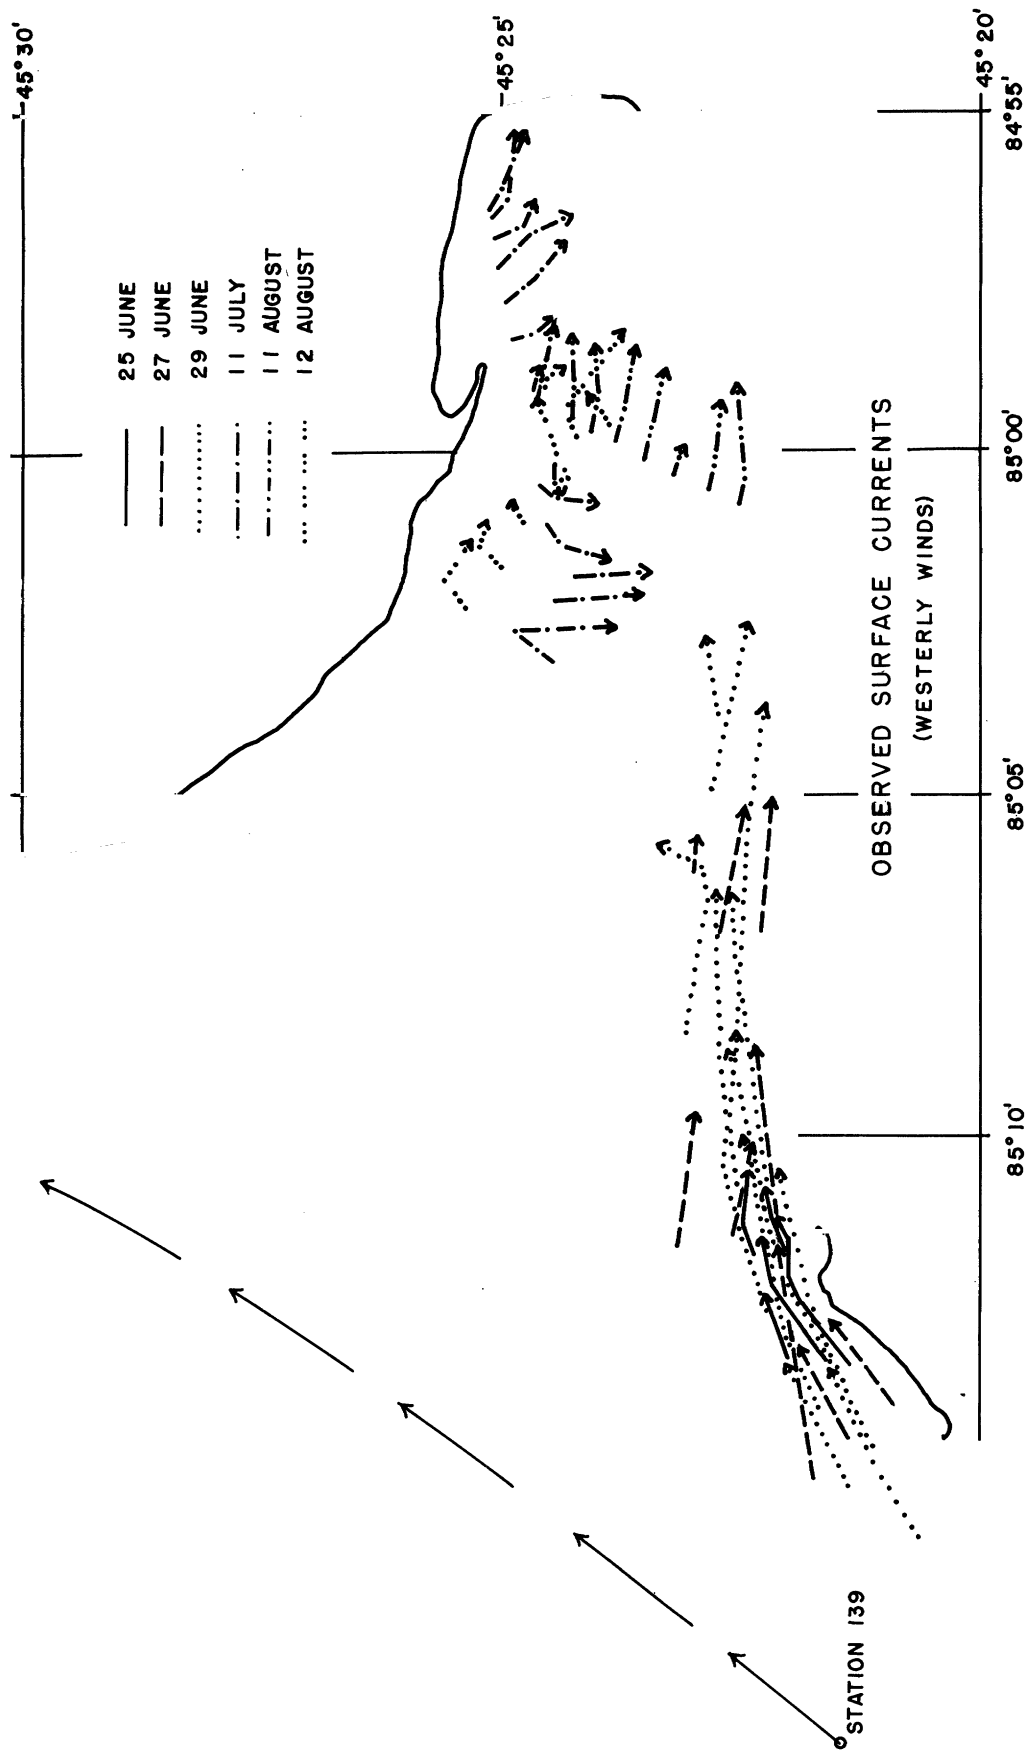 45°30'
45°25'
45°20'
25 JUNE
27 JUNE
29 JUNE
11 JULY
11 AUGUST
12 AUGUST
STATION 139
OBSERVED SURFACE CURRENTS
(WESTERLY WINDS)
85°10'
85°05'
85°00'
84°55'